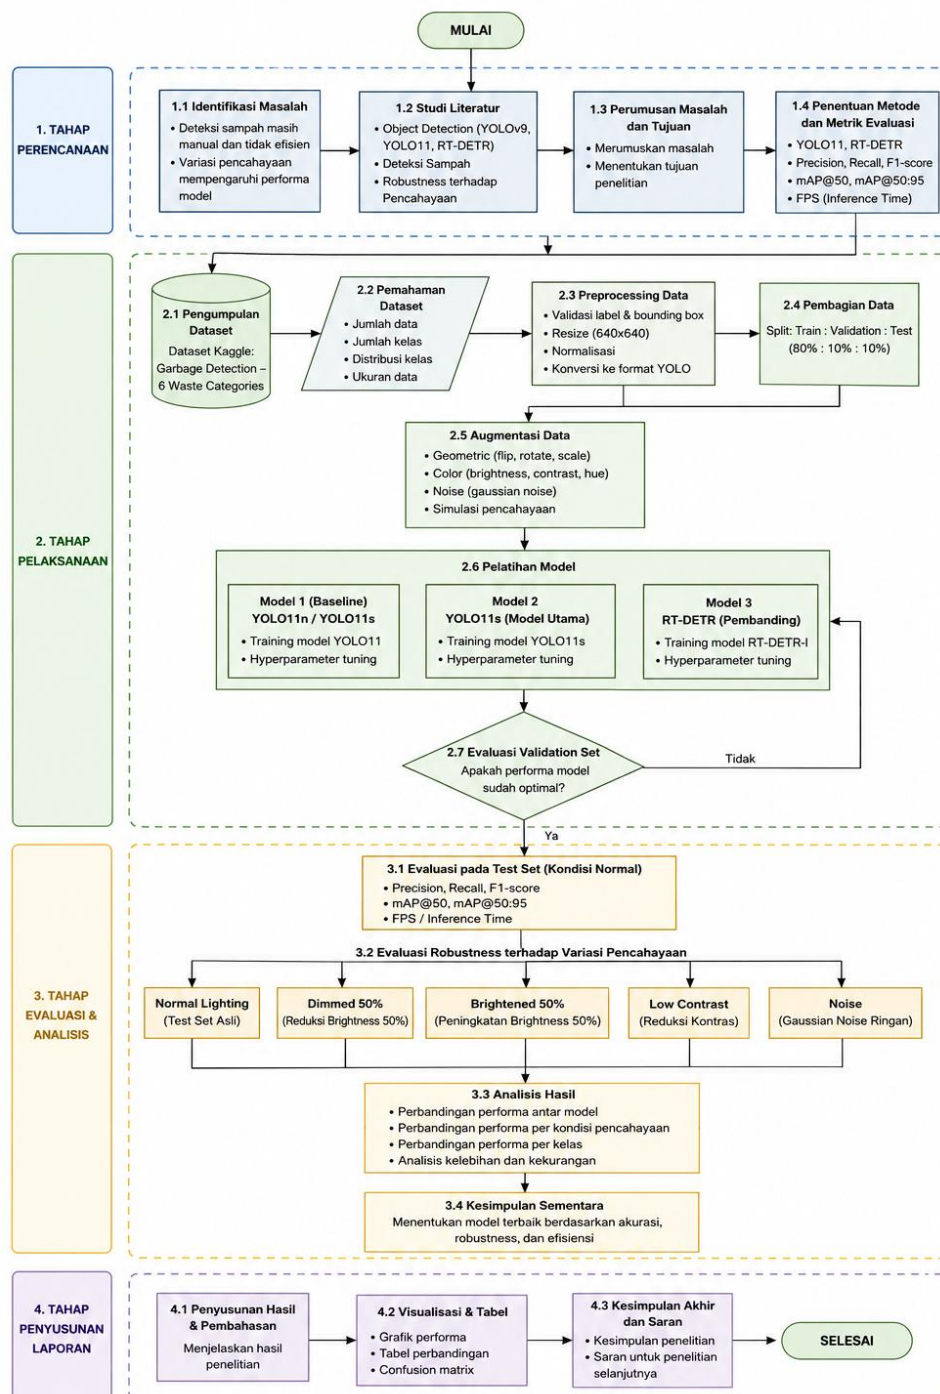 MULAI
1. TAHAP
PERENCANAAN
1.1 Identifikasi Masalah
• Deteksi sampah masih
manual dan tidak efisien
• Variasi pencahayaan
mempengaruhi performa
model
1.2 Studi Literatur
• Object Detection (YOLOv9,
YOLO11, RT-DETR)
• Deteksi Sampah
• Robustness terhadap
Pencahayaan
1.3 Perumusan Masalah
dan Tujuan
• Merumuskan masalah
• Menentukan tujuan
penelitian
1.4 Penentuan Metode
dan Metrik Evaluasi
• YOLO11, RT-DETR
• Precision, Recall, F1-score
• mAP@50, mAP@50:95
• FPS (Inference Time)
2. TAHAP
PELAKSANAAN
2.1 Pengumpulan
Dataset
Dataset Kaggle:
Garbage Detection –
6 Waste Categories
2.2 Pemahaman
Dataset
• Jumlah data
• Jumlah kelas
• Distribusi kelas
• Ukuran data
2.3 Preprocessing Data
• Validasi label & bounding box
• Resize (640x640)
• Normalisasi
• Konversi ke format YOLO
2.4 Pembagian Data
Split: Train : Validation : Test
(80% : 10% : 10%)
2.5 Augmentasi Data
• Geometric (flip, rotate, scale)
• Color (brightness, contrast, hue)
• Noise (gaussian noise)
• Simulasi pencahayaan
2.6 Pelatihan Model
Model 1 (Baseline)
YOLO11n / YOLO11s
• Training model YOLO11
• Hyperparameter tuning
Model 2
YOLO11s (Model Utama)
• Training model YOLO11s
• Hyperparameter tuning
Model 3
RT-DETR (Pembanding)
• Training model RT-DETR-l
• Hyperparameter tuning
2.7 Evaluasi Validation Set
Apakah performa model
sudah optimal?
Tidak
Ya
3. TAHAP
EVALUASI &
ANALISIS
3.1 Evaluasi pada Test Set (Kondisi Normal)
• Precision, Recall, F1-score
• mAP@50, mAP@50:95
• FPS / Inference Time
3.2 Evaluasi Robustness terhadap Variasi Pencahayaan
Normal Lighting
(Test Set Asli)
Dimmed 50%
(Reduksi Brightness 50%)
Brightened 50%
(Peningkatan Brightness 50%)
Low Contrast
(Reduksi Kontras)
Noise
(Gaussian Noise Ringan)
3.3 Analisis Hasil
• Perbandingan performa antar model
• Perbandingan performa per kondisi pencahayaan
• Perbandingan performa per kelas
• Analisis kelebihan dan kekurangan
3.4 Kesimpulan Sementara
Menentukan model terbaik berdasarkan akurasi,
robustness, dan efisiensi
4. TAHAP
PENYUSUNAN
LAPORAN
4.1 Penyusunan Hasil
& Pembahasan
Menjelaskan hasil
penelitian
4.2 Visualisasi & Tabel
• Grafik performa
• Tabel perbandingan
• Confusion matrix
4.3 Kesimpulan Akhir
dan Saran
• Kesimpulan penelitian
• Saran untuk penelitian
selanjutnya
SELESAI